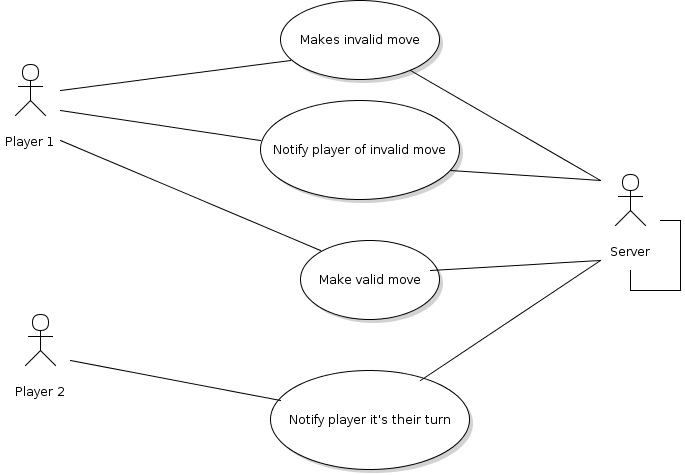 Makes invalid move
Player 1
Notify player of invalid move
Server
Make valid move
Player 2
Notify player it's their turn